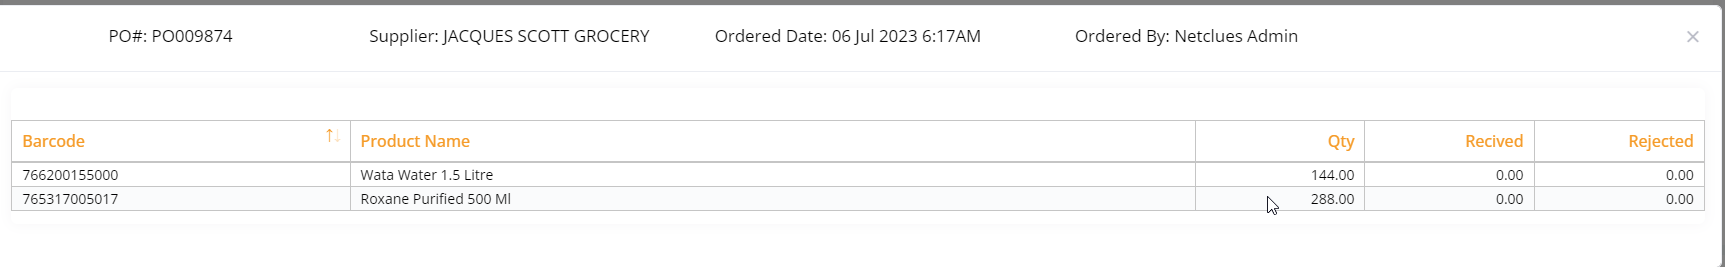 PO#: PO009874 Supplier: JACQUES SCOTT GROCERY Ordered Date: 06 Jul 2023 6:17AM Ordered By: Netclues Admin ×
Barcode Product Name Qty Recived Rejected
766200155000 Wata Water 1.5 Litre 144.00 0.00 0.00
765317005017 Roxane Purified 500 Ml 288.00 0.00 0.00